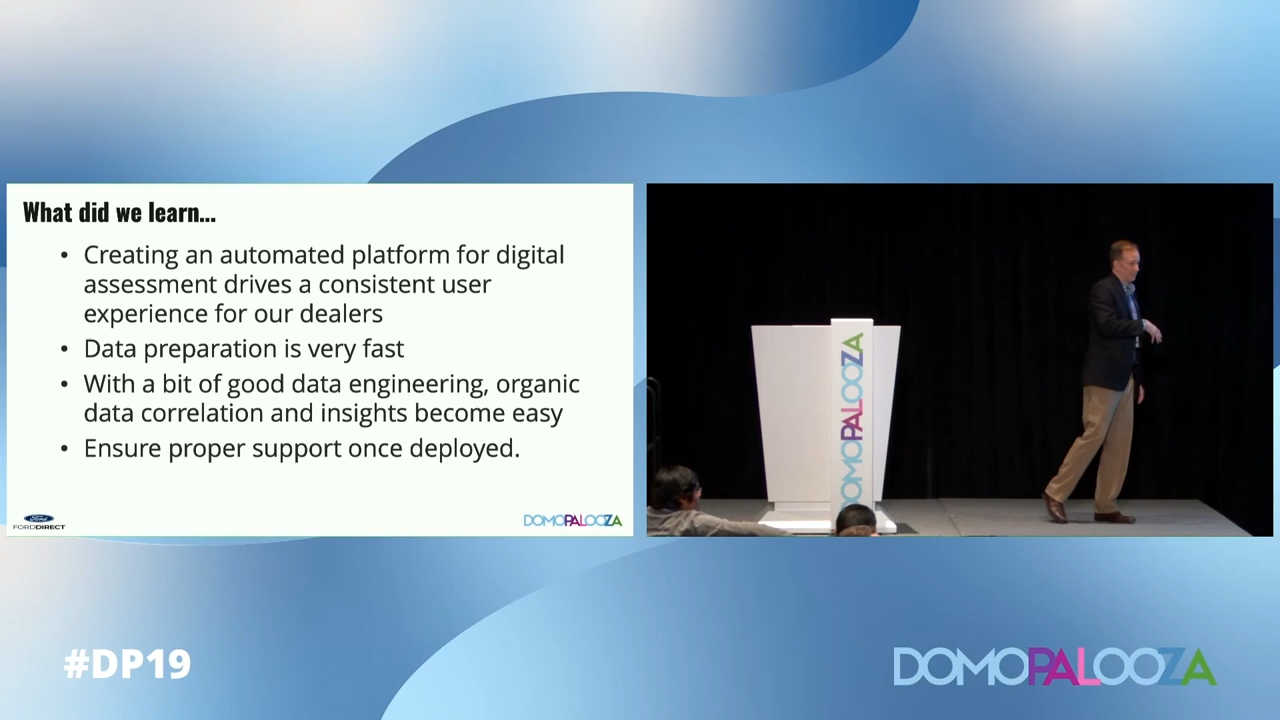 What did we learn...
• Creating an automated platform for digital
assessment drives a consistent user
experience for our dealers
• Data preparation is very fast
• With a bit of good data engineering, organic
data correlation and insights become easy
• Ensure proper support once deployed.
Ford
FORDDIRECT
DOMOPALOOZA
DOMOPALOOZA
#DP19
DOMOPALOOZA